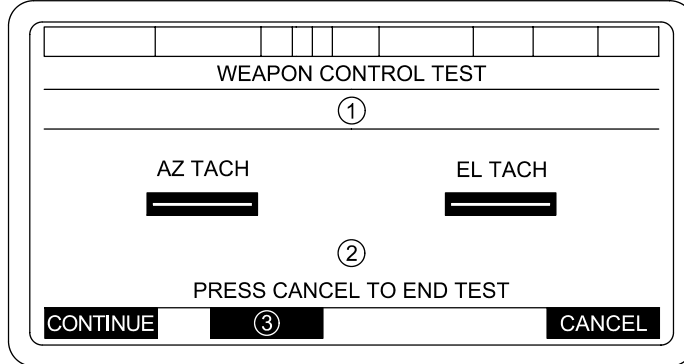 WEAPON CONTROL TEST
1
AZ TACH EL TACH
2
PRESS CANCEL TO END TEST
CONTINUE 3 CANCEL